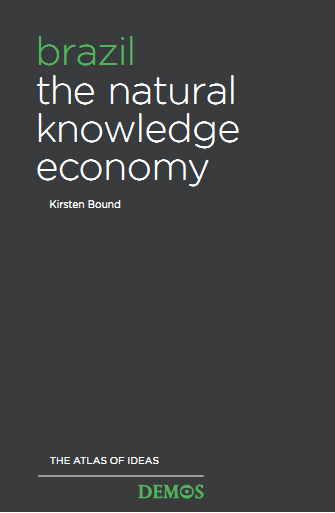 brazil
the natural
knowledge
economy
Kirsten Bound
THE ATLAS OF IDEAS
DEMOS